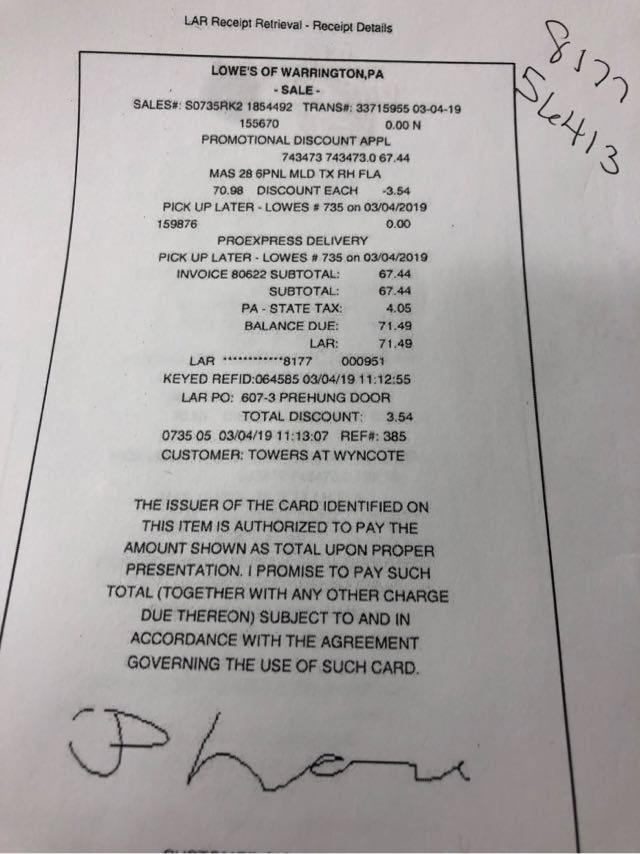 LAR Receipt Retrieval - Receipt Details
8177
56413
LOWE'S OF WARRINGTON,PA
- SALE -
SALES#: S0735RK2 1854492 TRANS#: 33715955 03-04-19
155670 0.00 N
PROMOTIONAL DISCOUNT APPL
743473 743473.0 67.44
MAS 28 6PNL MLD TX RH FLA
70.98 DISCOUNT EACH -3.54
PICK UP LATER - LOWES # 735 on 03/04/2019
159876 0.00
PROEXPRESS DELIVERY
PICK UP LATER - LOWES # 735 on 03/04/2019
INVOICE 80622 SUBTOTAL: 67.44
SUBTOTAL: 67.44
PA - STATE TAX: 4.05
BALANCE DUE: 71.49
LAR: 71.49
LAR ************8177 000951
KEYED REFID:064585 03/04/19 11:12:55
LAR PO: 607-3 PREHUNG DOOR
TOTAL DISCOUNT: 3.54
0735 05 03/04/19 11:13:07 REF#: 385
CUSTOMER: TOWERS AT WYNCOTE
THE ISSUER OF THE CARD IDENTIFIED ON
THIS ITEM IS AUTHORIZED TO PAY THE
AMOUNT SHOWN AS TOTAL UPON PROPER
PRESENTATION. I PROMISE TO PAY SUCH
TOTAL (TOGETHER WITH ANY OTHER CHARGE
DUE THEREON) SUBJECT TO AND IN
ACCORDANCE WITH THE AGREEMENT
GOVERNING THE USE OF SUCH CARD.